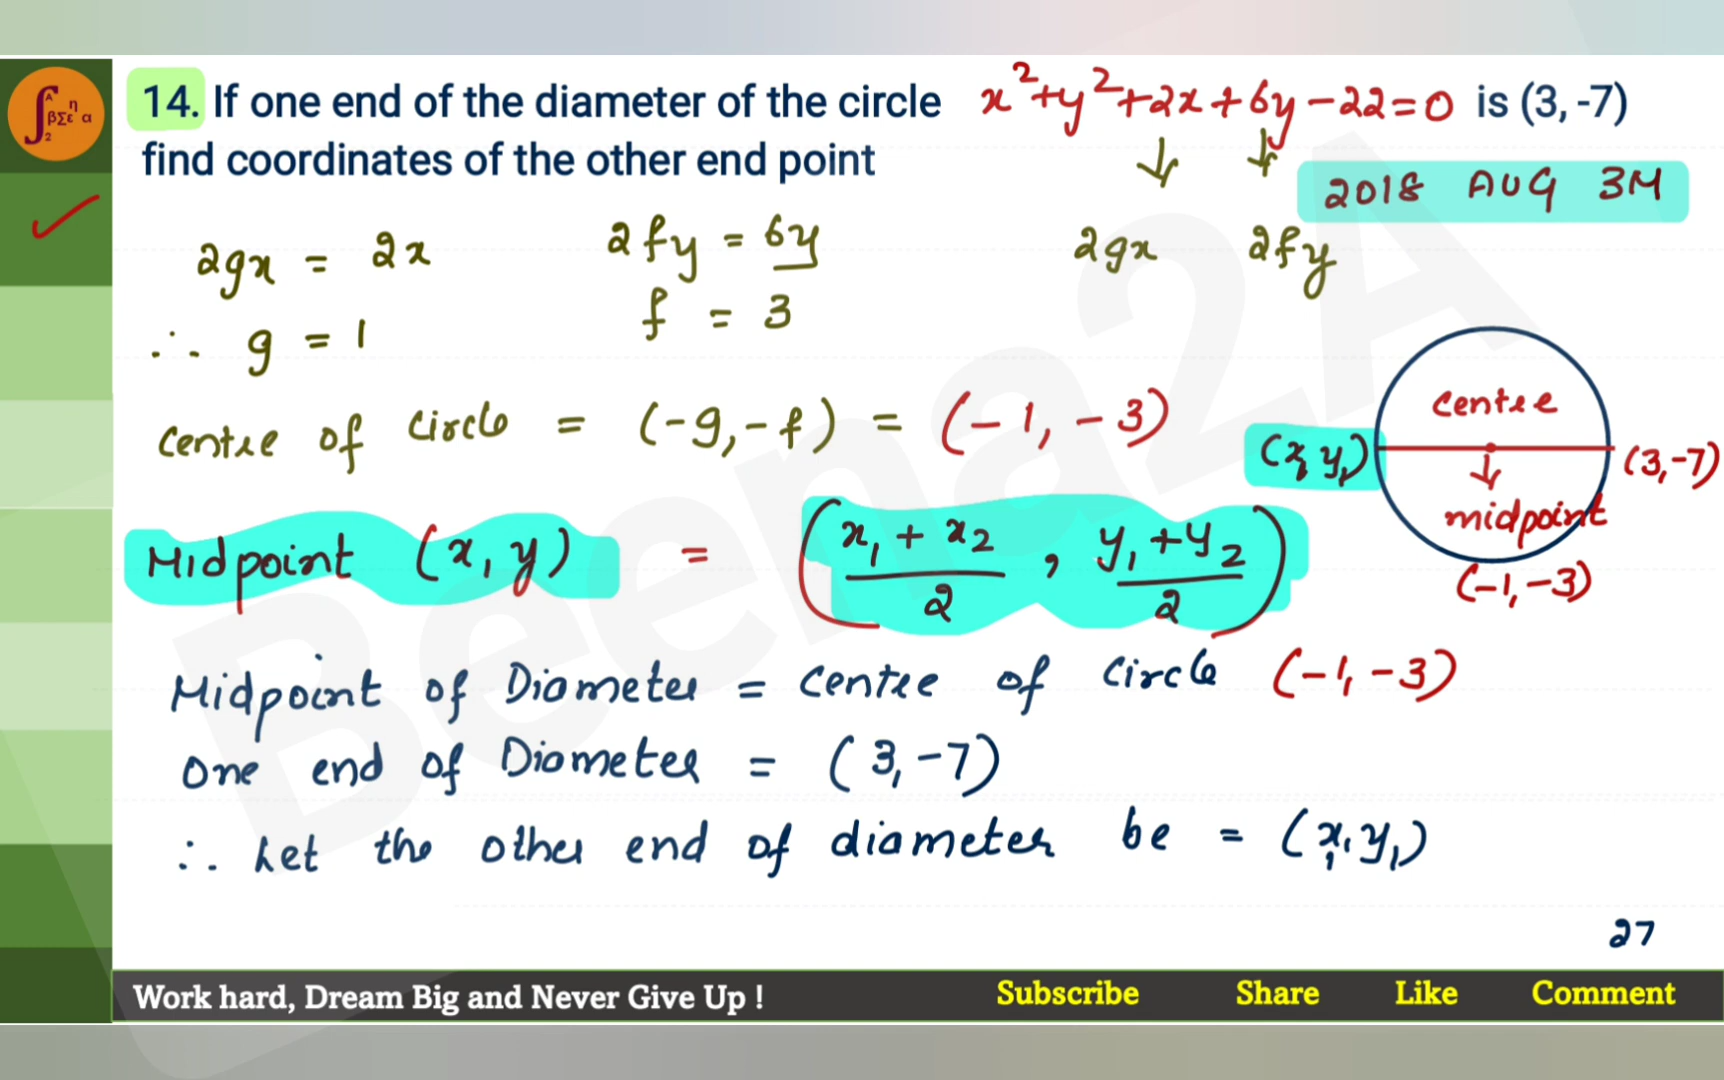 14. If one end of the diameter of the circle x²+y²+2x+6y-22=0 is (3, -7)
find coordinates of the other end point
2018 AUG 3M
2gx = 2x 2fy = 6y 2gx 2fy
∴ g = 1 f = 3
centre of circle = (-g,-f) = (-1, -3)
centre
(x₁ y₁) (3,-7)
midpoint
(-1,-3)
Midpoint (x, y) = (x₁ + x₂ / 2 , y₁ + y₂ / 2)
Midpoint of Diameter = centre of circle (-1, -3)
One end of Diameter = (3, -7)
∴ Let the other end of diameter be = (x₁, y₁)
27
Work hard, Dream Big and Never Give Up ! Subscribe Share Like Comment
Beena2A